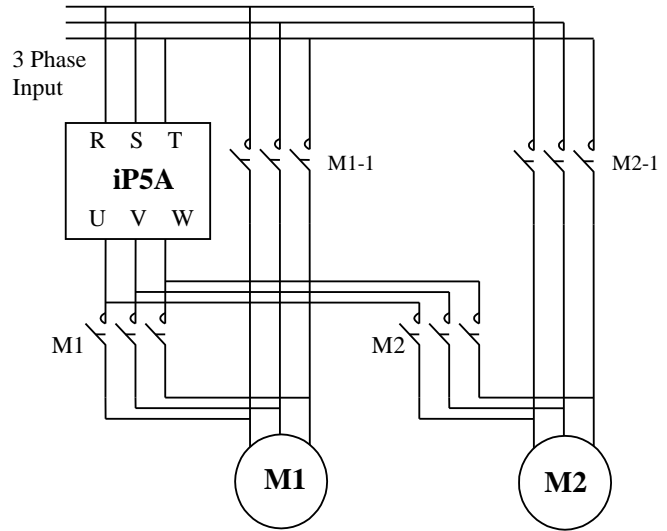 3 Phase
Input
R S T
iP5A
U V W
M1-1
M2-1
M1
M2
M1
M2